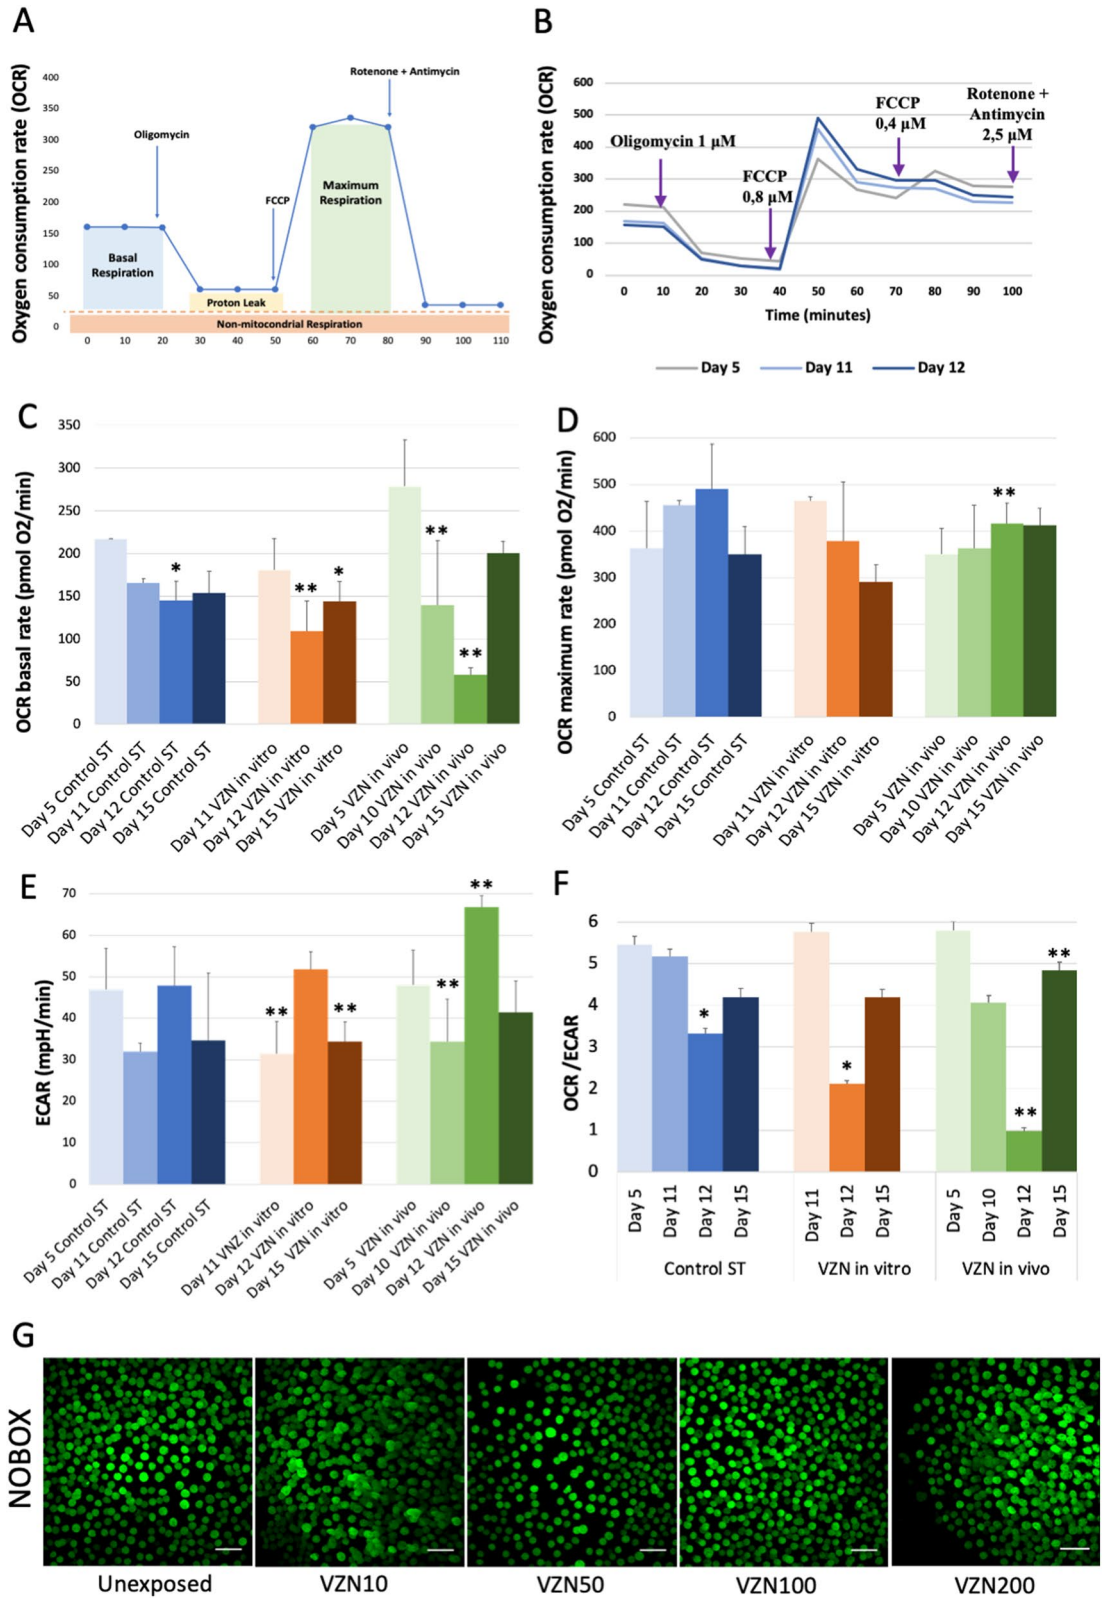 A
Oxygen consumption rate (OCR)
400
350
300
250
200
150
100
50
0
Rotenone + Antimycin
Oligomycin
FCCP
Maximum
Respiration
Basal
Respiration
Proton Leak
Non-mitocondrial Respiration
0 10 20 30 40 50 60 70 80 90 100 110
B
Oxygen consumption rate (OCR)
600
500
400
300
200
100
0
Oligomycin 1 µM
FCCP
0,8 µM
FCCP
0,4 µM
Rotenone +
Antimycin
2,5 µM
0 10 20 30 40 50 60 70 80 90 100
Time (minutes)
Day 5 Day 11 Day 12
C
OCR basal rate (pmol O2/min)
350
300
250
200
150
100
50
0
*
**
*
**
**
Day 5 Control ST
Day 11 Control ST
Day 12 Control ST
Day 15 Control ST
Day 11 VZN in vitro
Day 12 VZN in vitro
Day 15 VZN in vitro
Day 5 VZN in vivo
Day 10 VZN in vivo
Day 12 VZN in vivo
Day 15 VZN in vivo
D
OCR maximum rate (pmol O2/min)
600
500
400
300
200
100
0
**
Day 5 Control ST
Day 11 Control ST
Day 12 Control ST
Day 15 Control ST
Day 11 VZN in vitro
Day 12 VZN in vitro
Day 15 VZN in vitro
Day 5 VZN in vivo
Day 10 VZN in vivo
Day 12 VZN in vivo
Day 15 VZN in vivo
E
ECAR (mpH/min)
70
60
50
40
30
20
10
0
**
**
**
**
Day 5 Control ST
Day 11 Control ST
Day 12 Control ST
Day 15 Control ST
Day 11 VNZ in vitro
Day 12 VZN in vitro
Day 15 VZN in vitro
Day 5 VZN in vivo
Day 10 VZN in vivo
Day 12 VZN in vivo
Day 15 VZN in vivo
F
OCR /ECAR
6
5
4
3
2
1
0
*
*
**
**
Day 5
Day 11
Day 12
Day 15
Day 11
Day 12
Day 15
Day 5
Day 10
Day 12
Day 15
Control ST
VZN in vitro
VZN in vivo
G
NOBOX
Unexposed
VZN10
VZN50
VZN100
VZN200